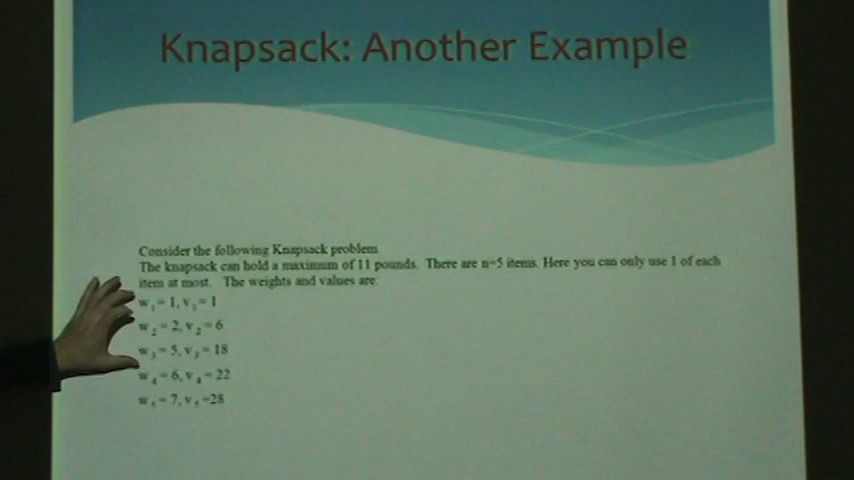 Knapsack: Another Example
Consider the following Knapsack problem
The knapsack can hold a maximum of 11 pounds. There are n=5 items. Here you can only use 1 of each
item at most. The weights and values are:
w₁ = 1, v₁ = 1
w₂ = 2, v₂ = 6
w₃ = 5, v₃ = 18
w₄ = 6, v₄ = 22
w₅ = 7, v₅ =28